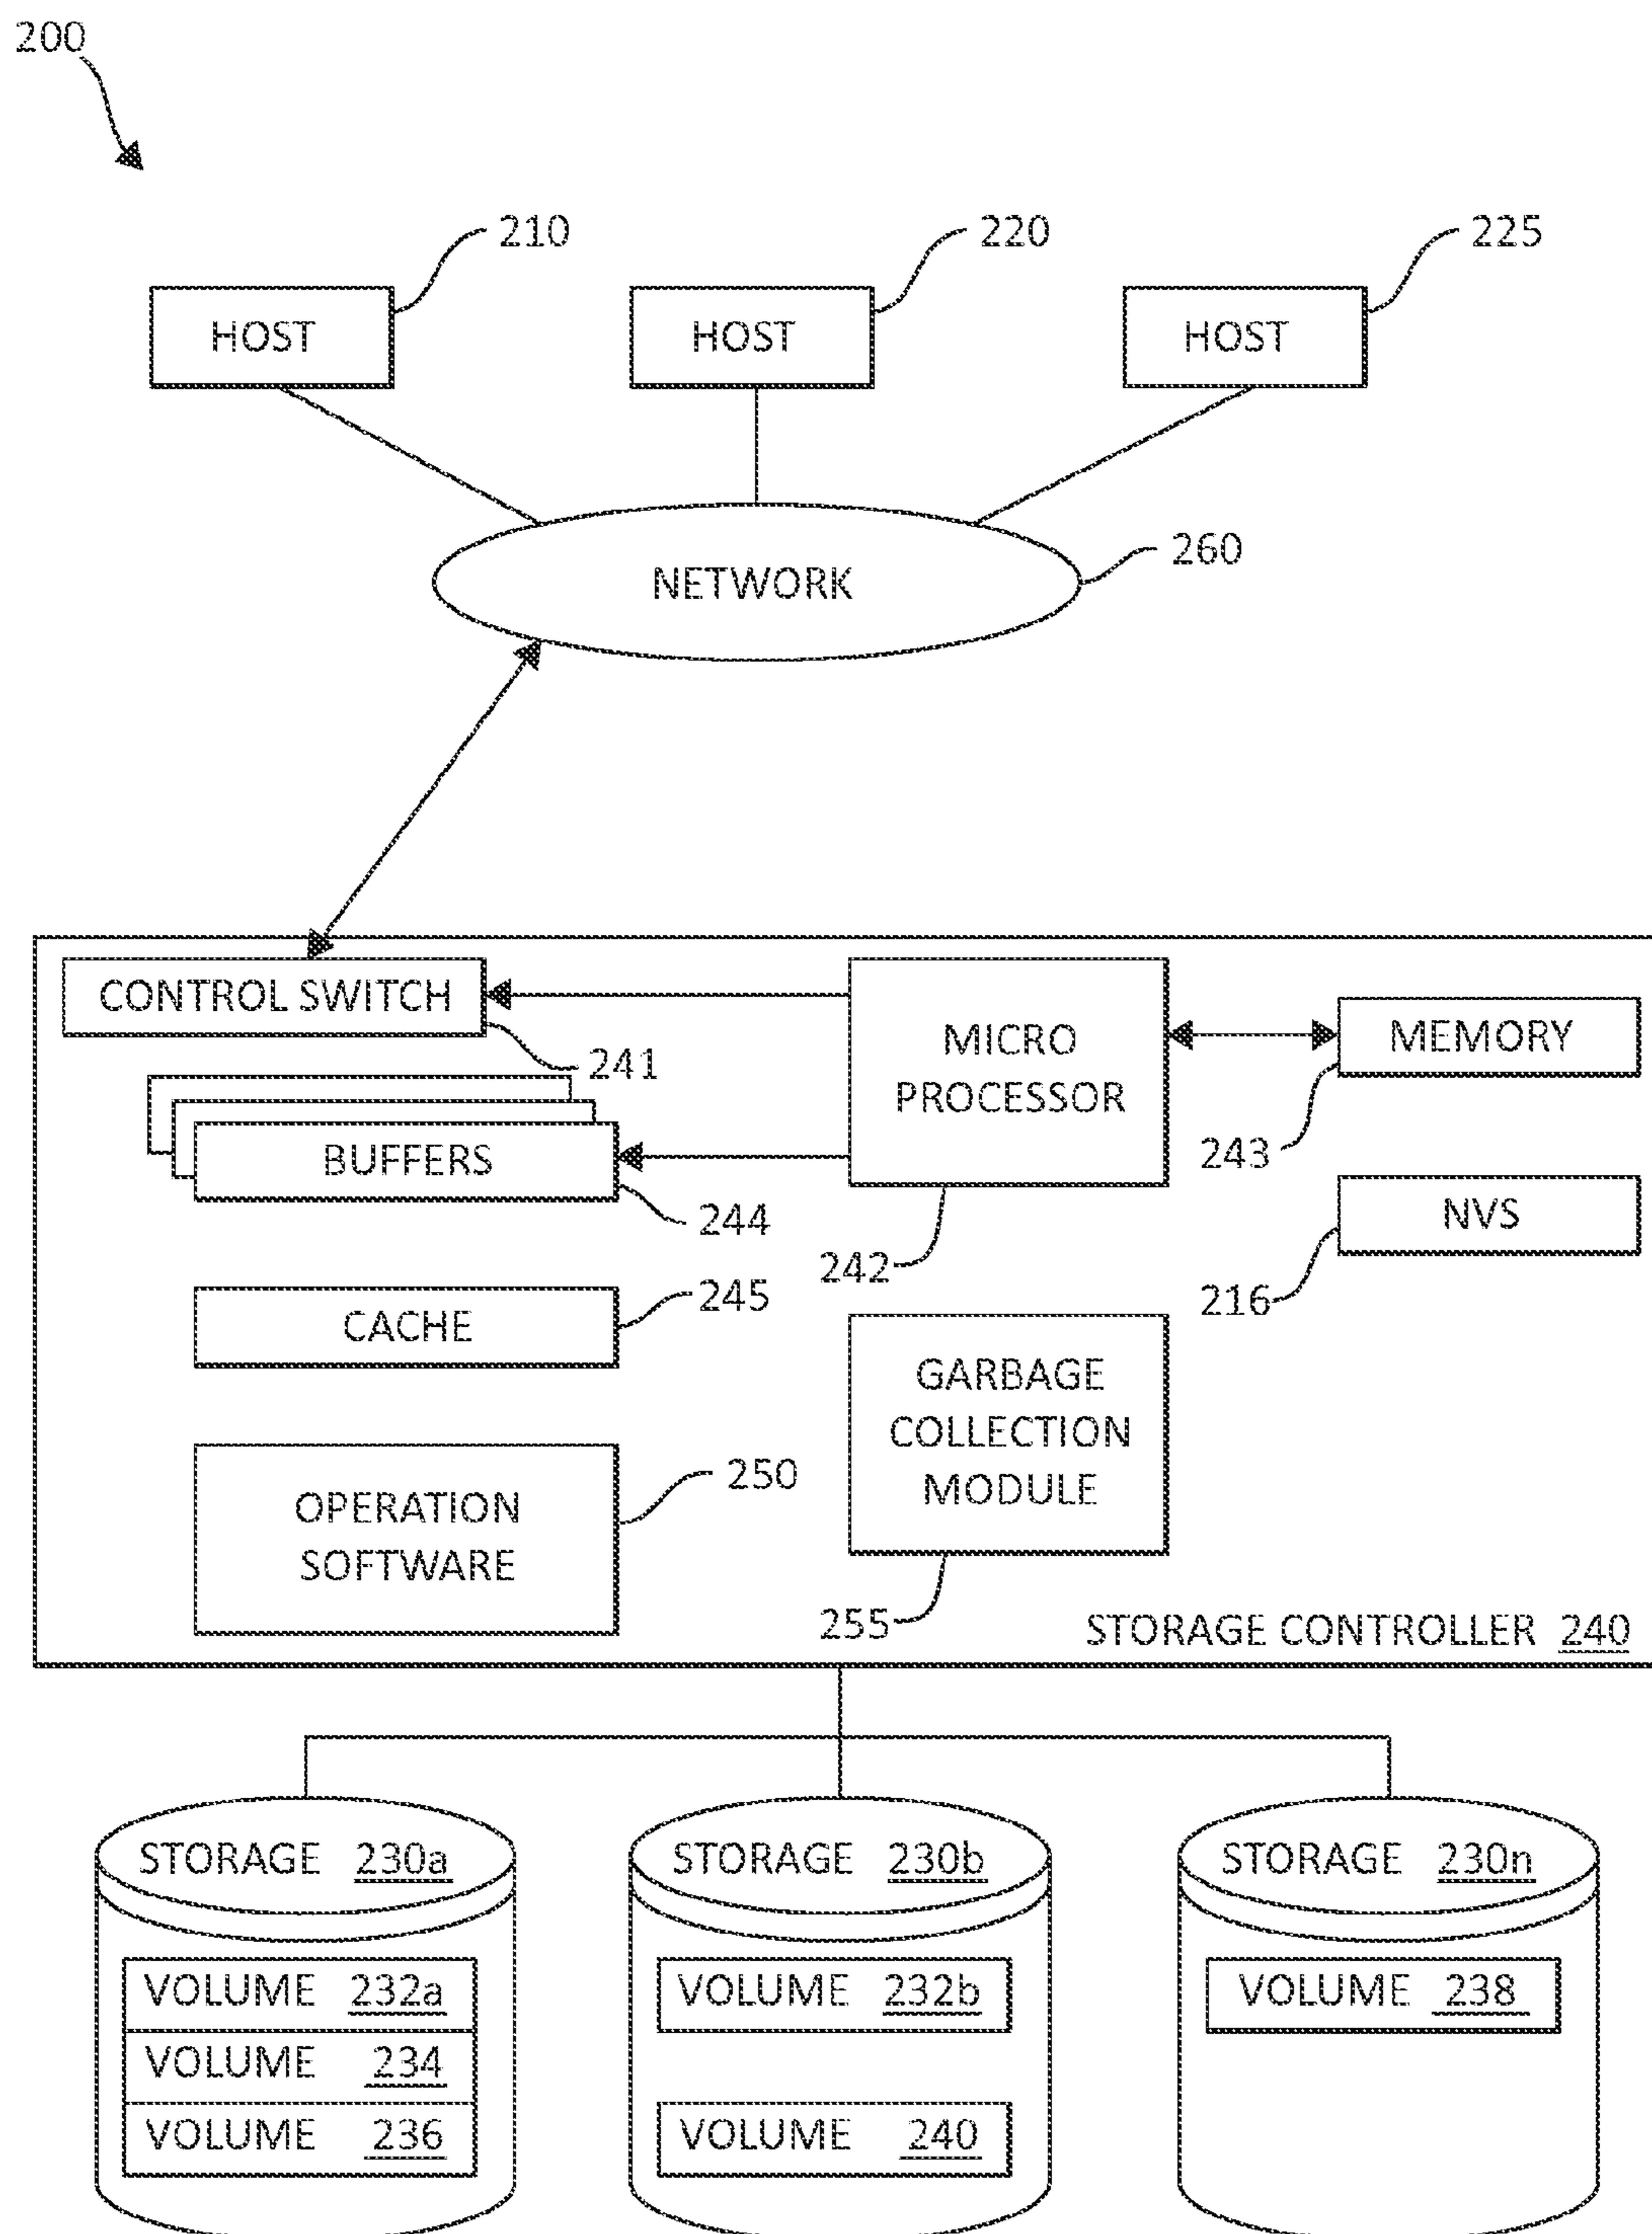 200
210
220
225
HOST
HOST
HOST
260
NETWORK
CONTROL SWITCH
241
MICRO
PROCESSOR
242
MEMORY
243
BUFFERS
244
NVS
216
CACHE
245
GARBAGE
COLLECTION
MODULE
255
OPERATION
SOFTWARE
250
STORAGE CONTROLLER 240
STORAGE 230a
VOLUME 232a
VOLUME 234
VOLUME 236
STORAGE 230b
VOLUME 232b
VOLUME 240
STORAGE 230n
VOLUME 238